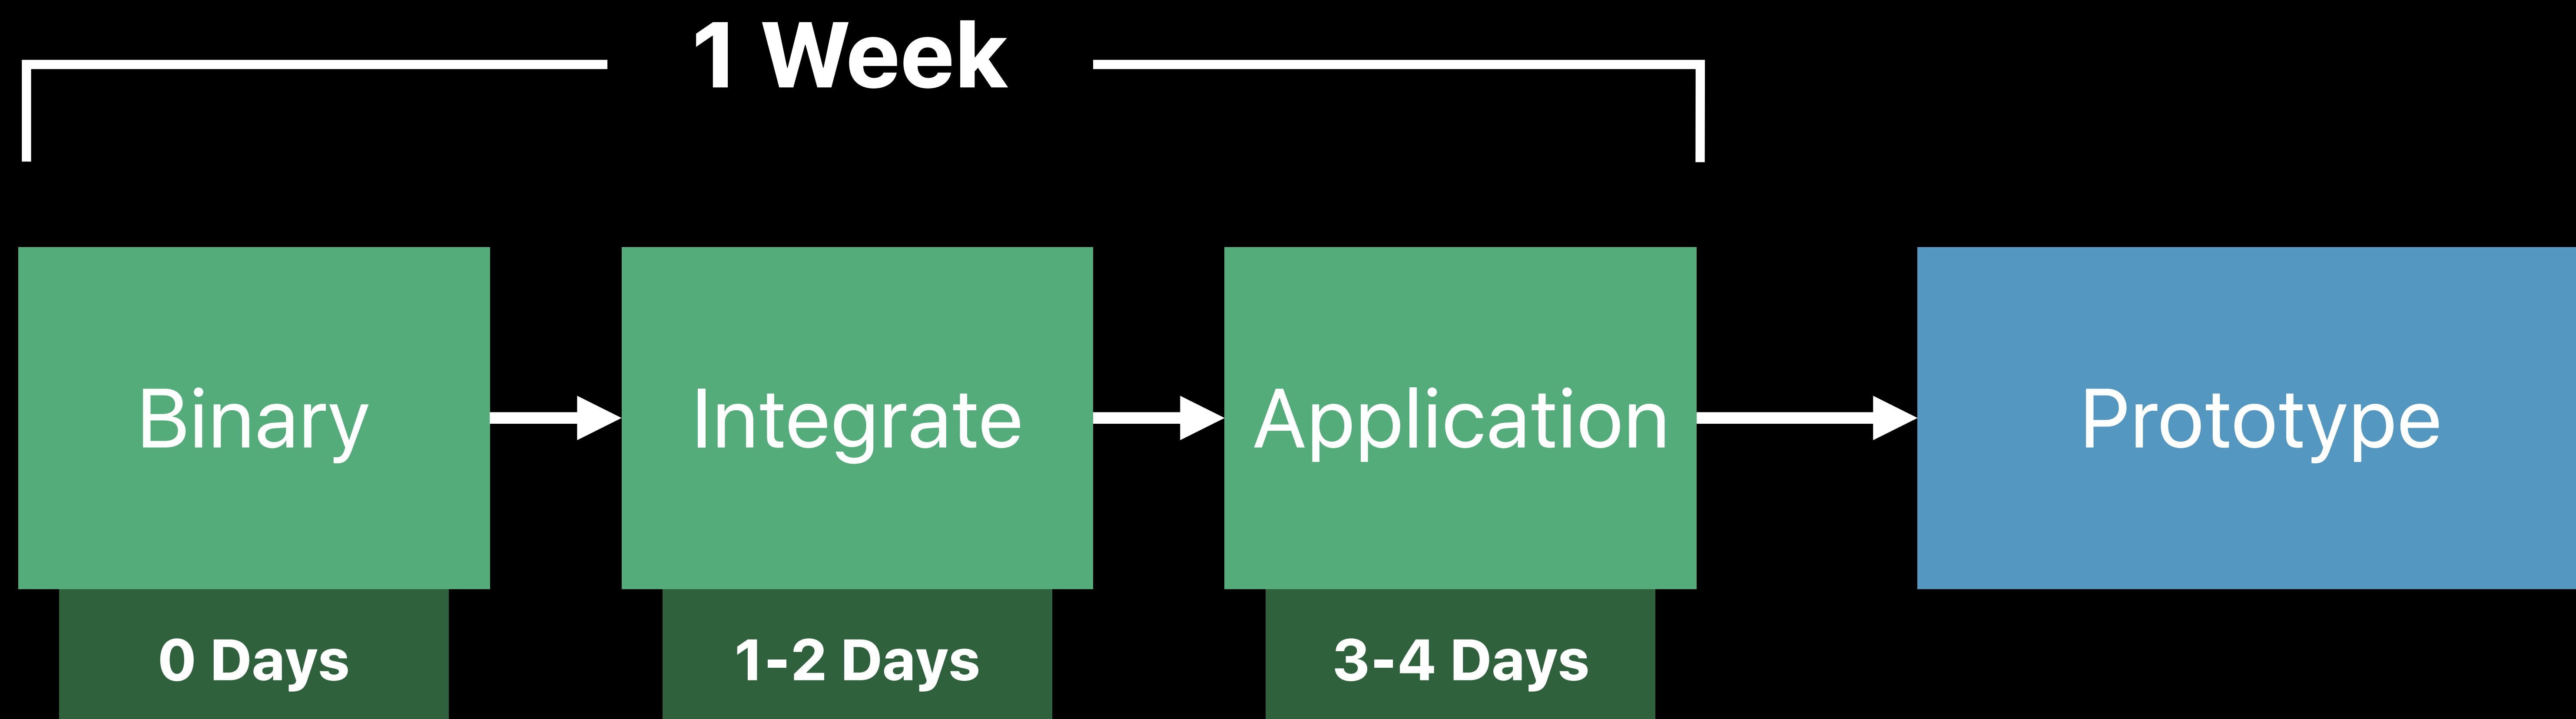 1 Week
Binary
Integrate
Application
Prototype
0 Days
1-2 Days
3-4 Days